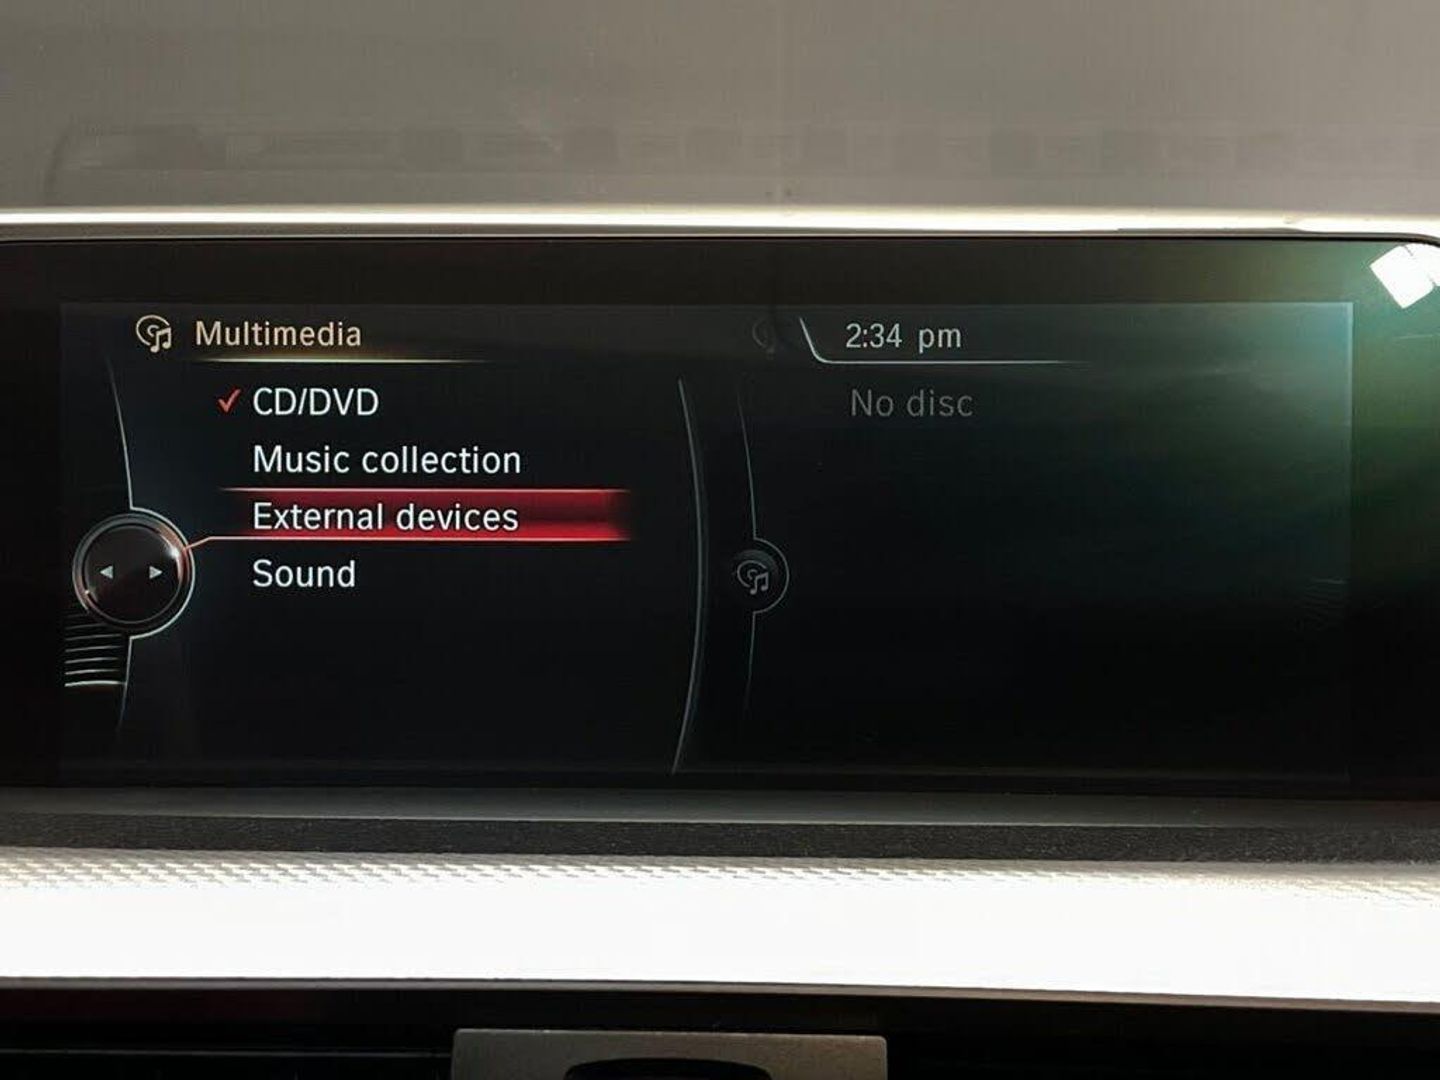 Multimedia
2:34 pm
✓ CD/DVD
No disc
Music collection
External devices
Sound